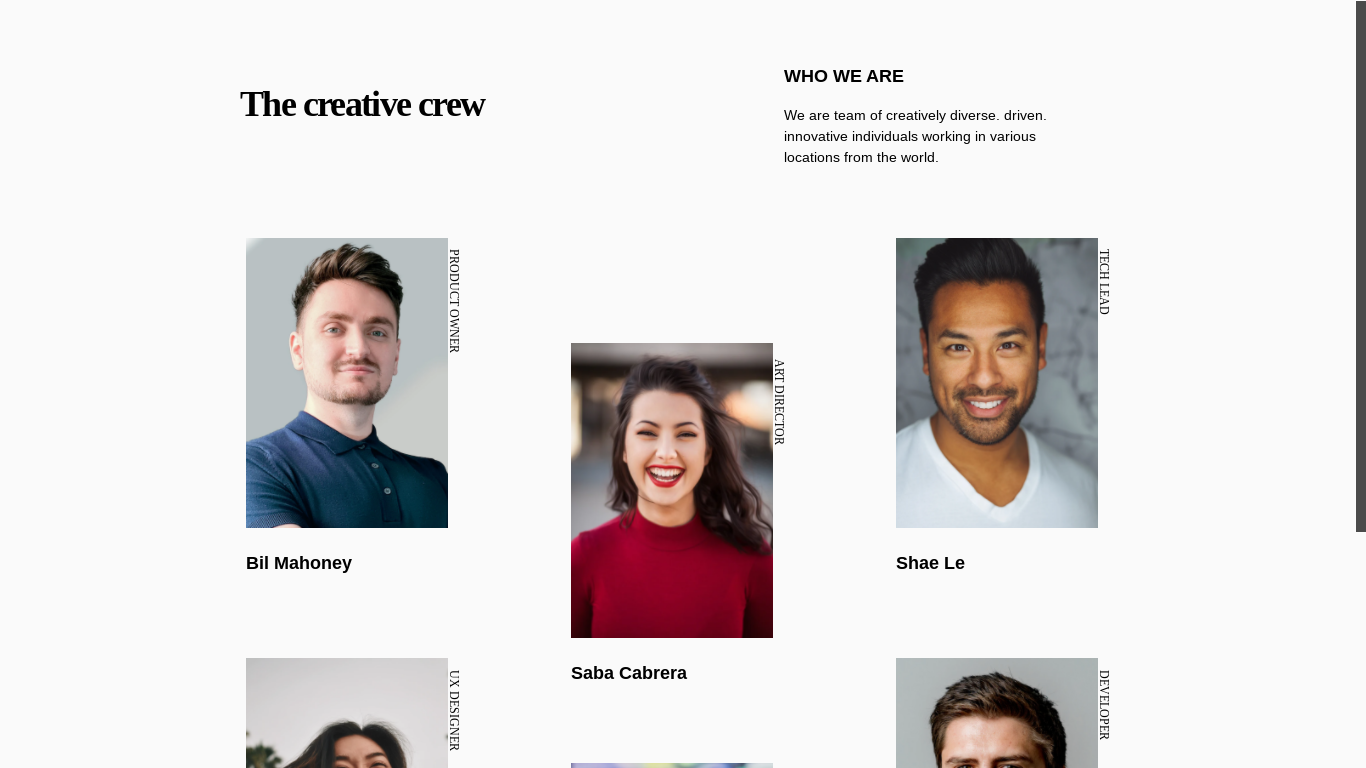 The creative crew
WHO WE ARE
We are team of creatively diverse. driven.
innovative individuals working in various
locations from the world.
PRODUCT OWNER
Bil Mahoney
ART DIRECTOR
Saba Cabrera
TECH LEAD
Shae Le
UX DESIGNER
DEVELOPER